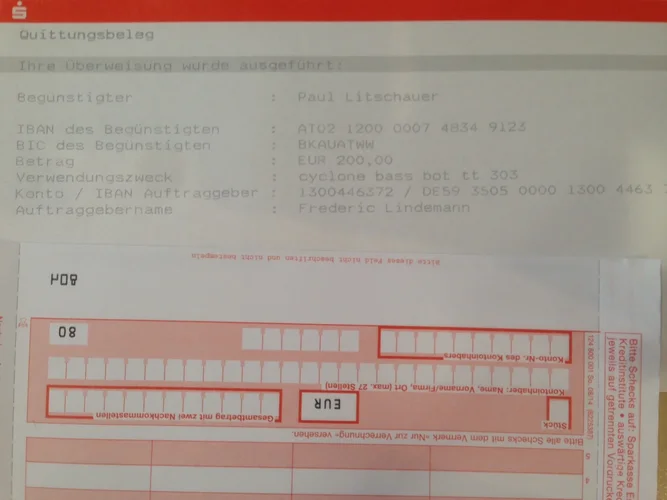 Quittungsbeleg
Ihre Überweisung wurde ausgeführt:
Begünstigter : Paul Litschauer
IBAN des Begünstigten : AT02 1200 0007 4834 9123
BIC des Begünstigten : BKAUATWW
Betrag : EUR 200,00
Verwendungszweck : cyclone bass bot tt 303
Konto / IBAN Auftraggeber : 1300446372 / DE59 3505 0000 1300 4463
Auftraggebername : Frederic Lindemann
Bitte dieses Feld nicht beschriften und nicht bestempeln
80H
80
Konto-Nr. des Kontoinhabers
Kontoinhaber: Name, Vorname/Firma, Ort (max. 27 Stellen)
Gesamtbetrag mit zwei Nachkommastellen
EUR
Stück
Bitte alle Schecks mit dem Vermerk »Nur zur Verrechnung« versehen
Bitte Schecks auf: Sparkasse
Kreditinstitute • auswärtige
jeweils auf getrennten